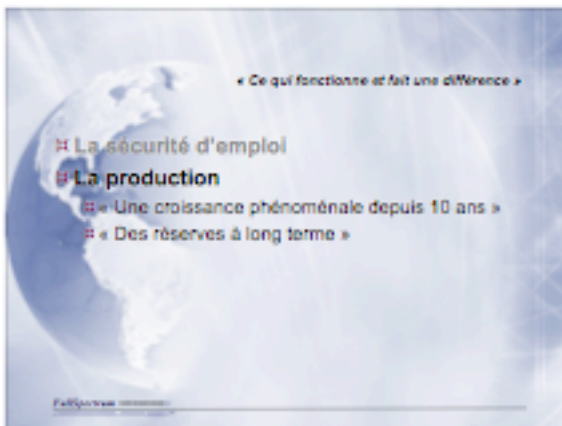 « Ce qui fonctionne et fait une différence »
La sécurité d'emploi
La production
« Une croissance phénoménale depuis 10 ans »
« Des réserves à long terme »
FullSpectrum